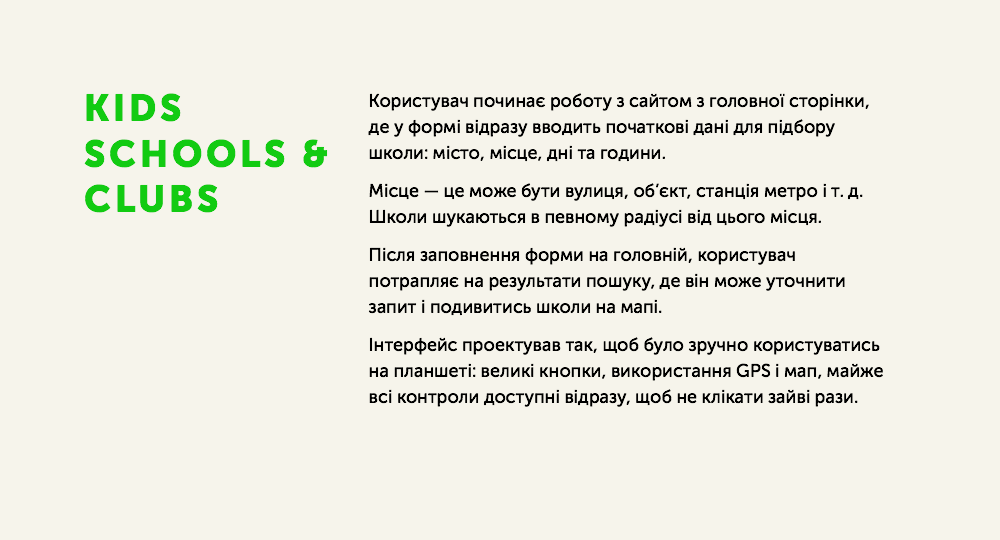 KIDS
SCHOOLS &
CLUBS
Користувач починає роботу з сайтом з головної сторінки,
де у формі відразу вводить початкові дані для підбору
школи: місто, місце, дні та години.
Місце — це може бути вулиця, об’єкт, станція метро і т. д.
Школи шукаються в певному радіусі від цього місця.
Після заповнення форми на головній, користувач
потрапляє на результати пошуку, де він може уточнити
запит і подивитись школи на мапі.
Інтерфейс проектував так, щоб було зручно користуватись
на планшеті: великі кнопки, використання GPS і мап, майже
всі контроли доступні відразу, щоб не клікати зайві рази.